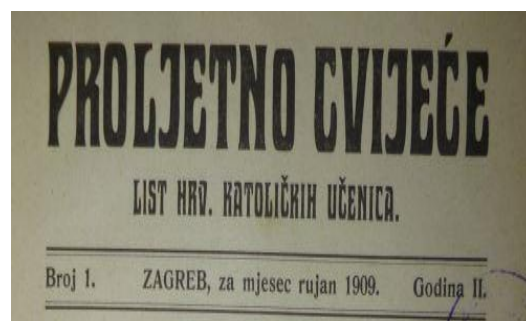 PROLJETNO CVIJEĆE
LIST HRV. KATOLIČKIH UČENICA.
Broj 1. ZAGREB, za mjesec rujan 1909. Godina II.